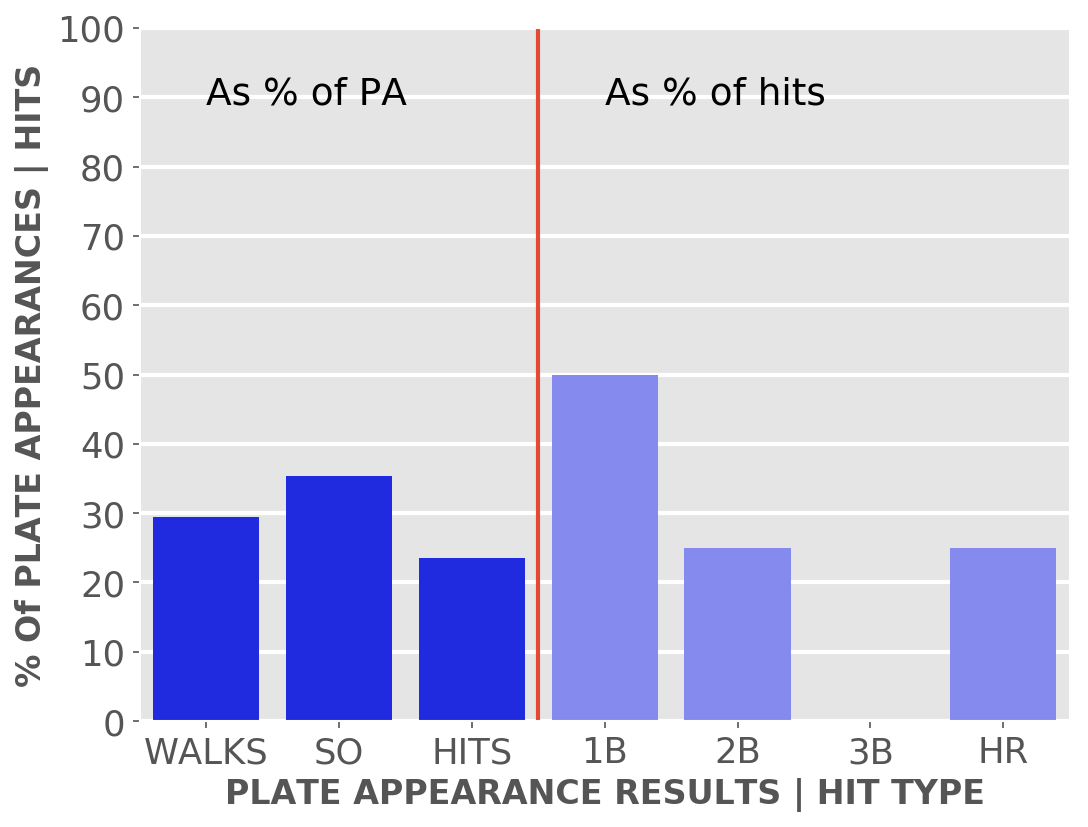 % Of PLATE APPEARANCES | HITS
100
90
80
70
60
50
40
30
20
10
0
As % of PA
As % of hits
WALKS SO HITS 1B 2B 3B HR
PLATE APPEARANCE RESULTS | HIT TYPE